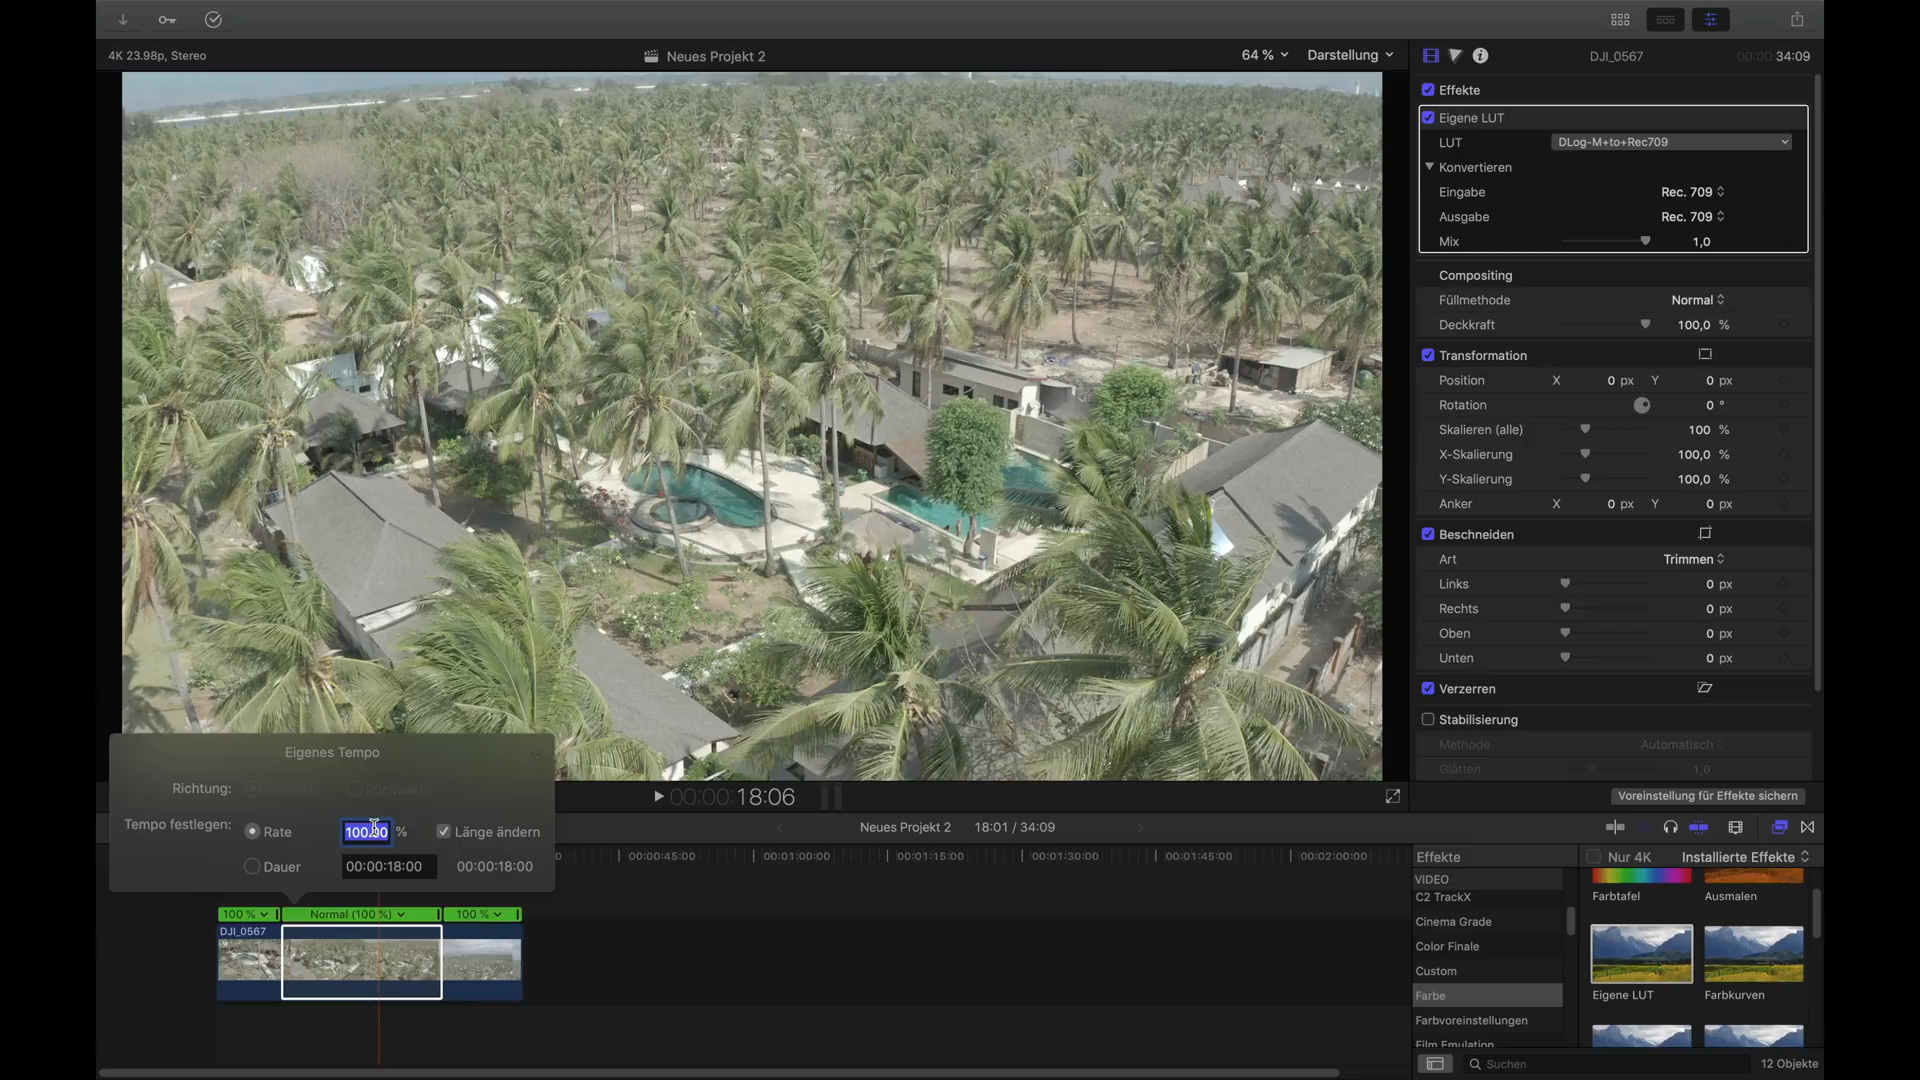 4K 23.98p, Stereo
Neues Projekt 2
64 %
Darstellung
DJI_0567
00:00:34:09
Effekte
Eigene LUT
LUT
DLog-M+to+Rec709
Konvertieren
Eingabe
Rec. 709
Ausgabe
Rec. 709
Mix
1,0
Compositing
Füllmethode
Normal
Deckkraft
100,0 %
Transformation
Position
X
0 px
Y
0 px
Rotation
0 °
Skalieren (alle)
100 %
X-Skalierung
100,0 %
Y-Skalierung
100,0 %
Anker
X
0 px
Y
0 px
Beschneiden
Art
Trimmen
Links
0 px
Rechts
0 px
Oben
0 px
Unten
0 px
Verzerren
Stabilisierung
Methode
Automatisch
Glätten
1,0
Voreinstellung für Effekte sichern
Eigenes Tempo
Richtung:
Rückwärts
Tempo festlegen:
Rate
100,00 %
Länge ändern
Dauer
00:00:18:00
00:00:18:00
00:00:18:06
Neues Projekt 2
18:01 / 34:09
00:00:45:00
00:01:00:00
00:01:15:00
00:01:30:00
00:01:45:00
00:02:00:00
100 %
Normal (100 %)
100 %
DJI_0567
Effekte
Nur 4K
Installierte Effekte
VIDEO
C2 TrackX
Cinema Grade
Color Finale
Custom
Farbe
Farbvoreinstellungen
Film Emulation
Farbtafel
Ausmalen
Eigene LUT
Farbkurven
Suchen
12 Objekte